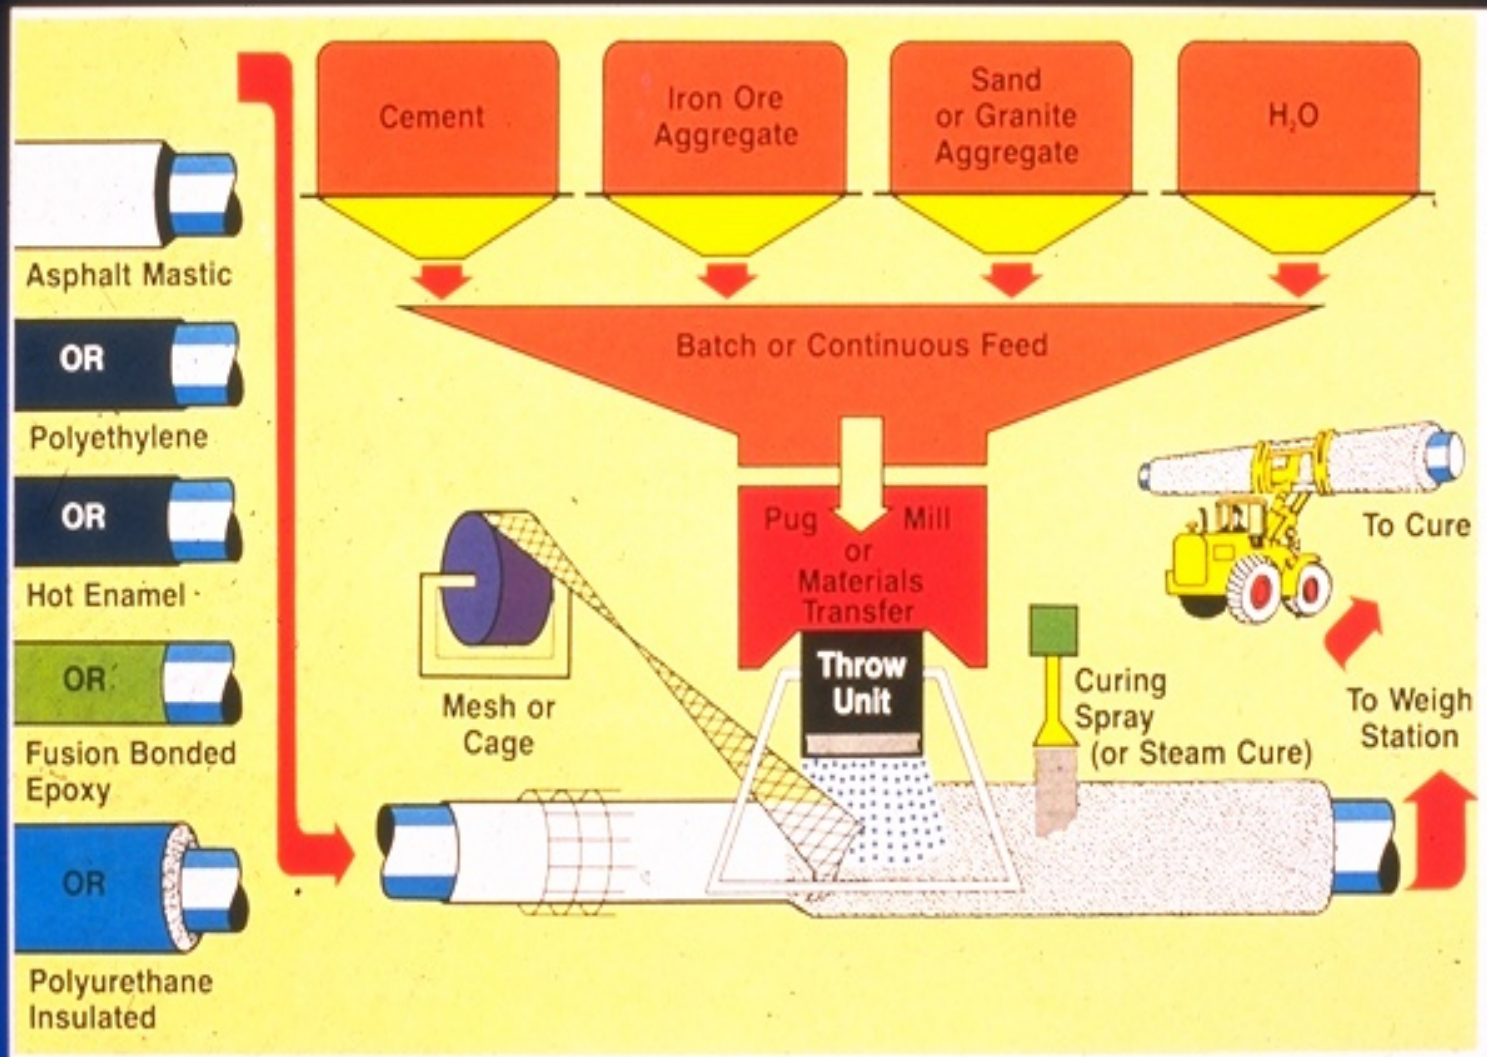 Cement
Iron Ore
Aggregate
Sand
or Granite
Aggregate
H₂O
Batch or Continuous Feed
Pug Mill
or
Materials
Transfer
Throw
Unit
Mesh or
Cage
Curing
Spray
(or Steam Cure)
To Cure
To Weigh
Station
Asphalt Mastic
OR
Polyethylene
OR
Hot Enamel
OR
Fusion Bonded
Epoxy
OR
Polyurethane
Insulated